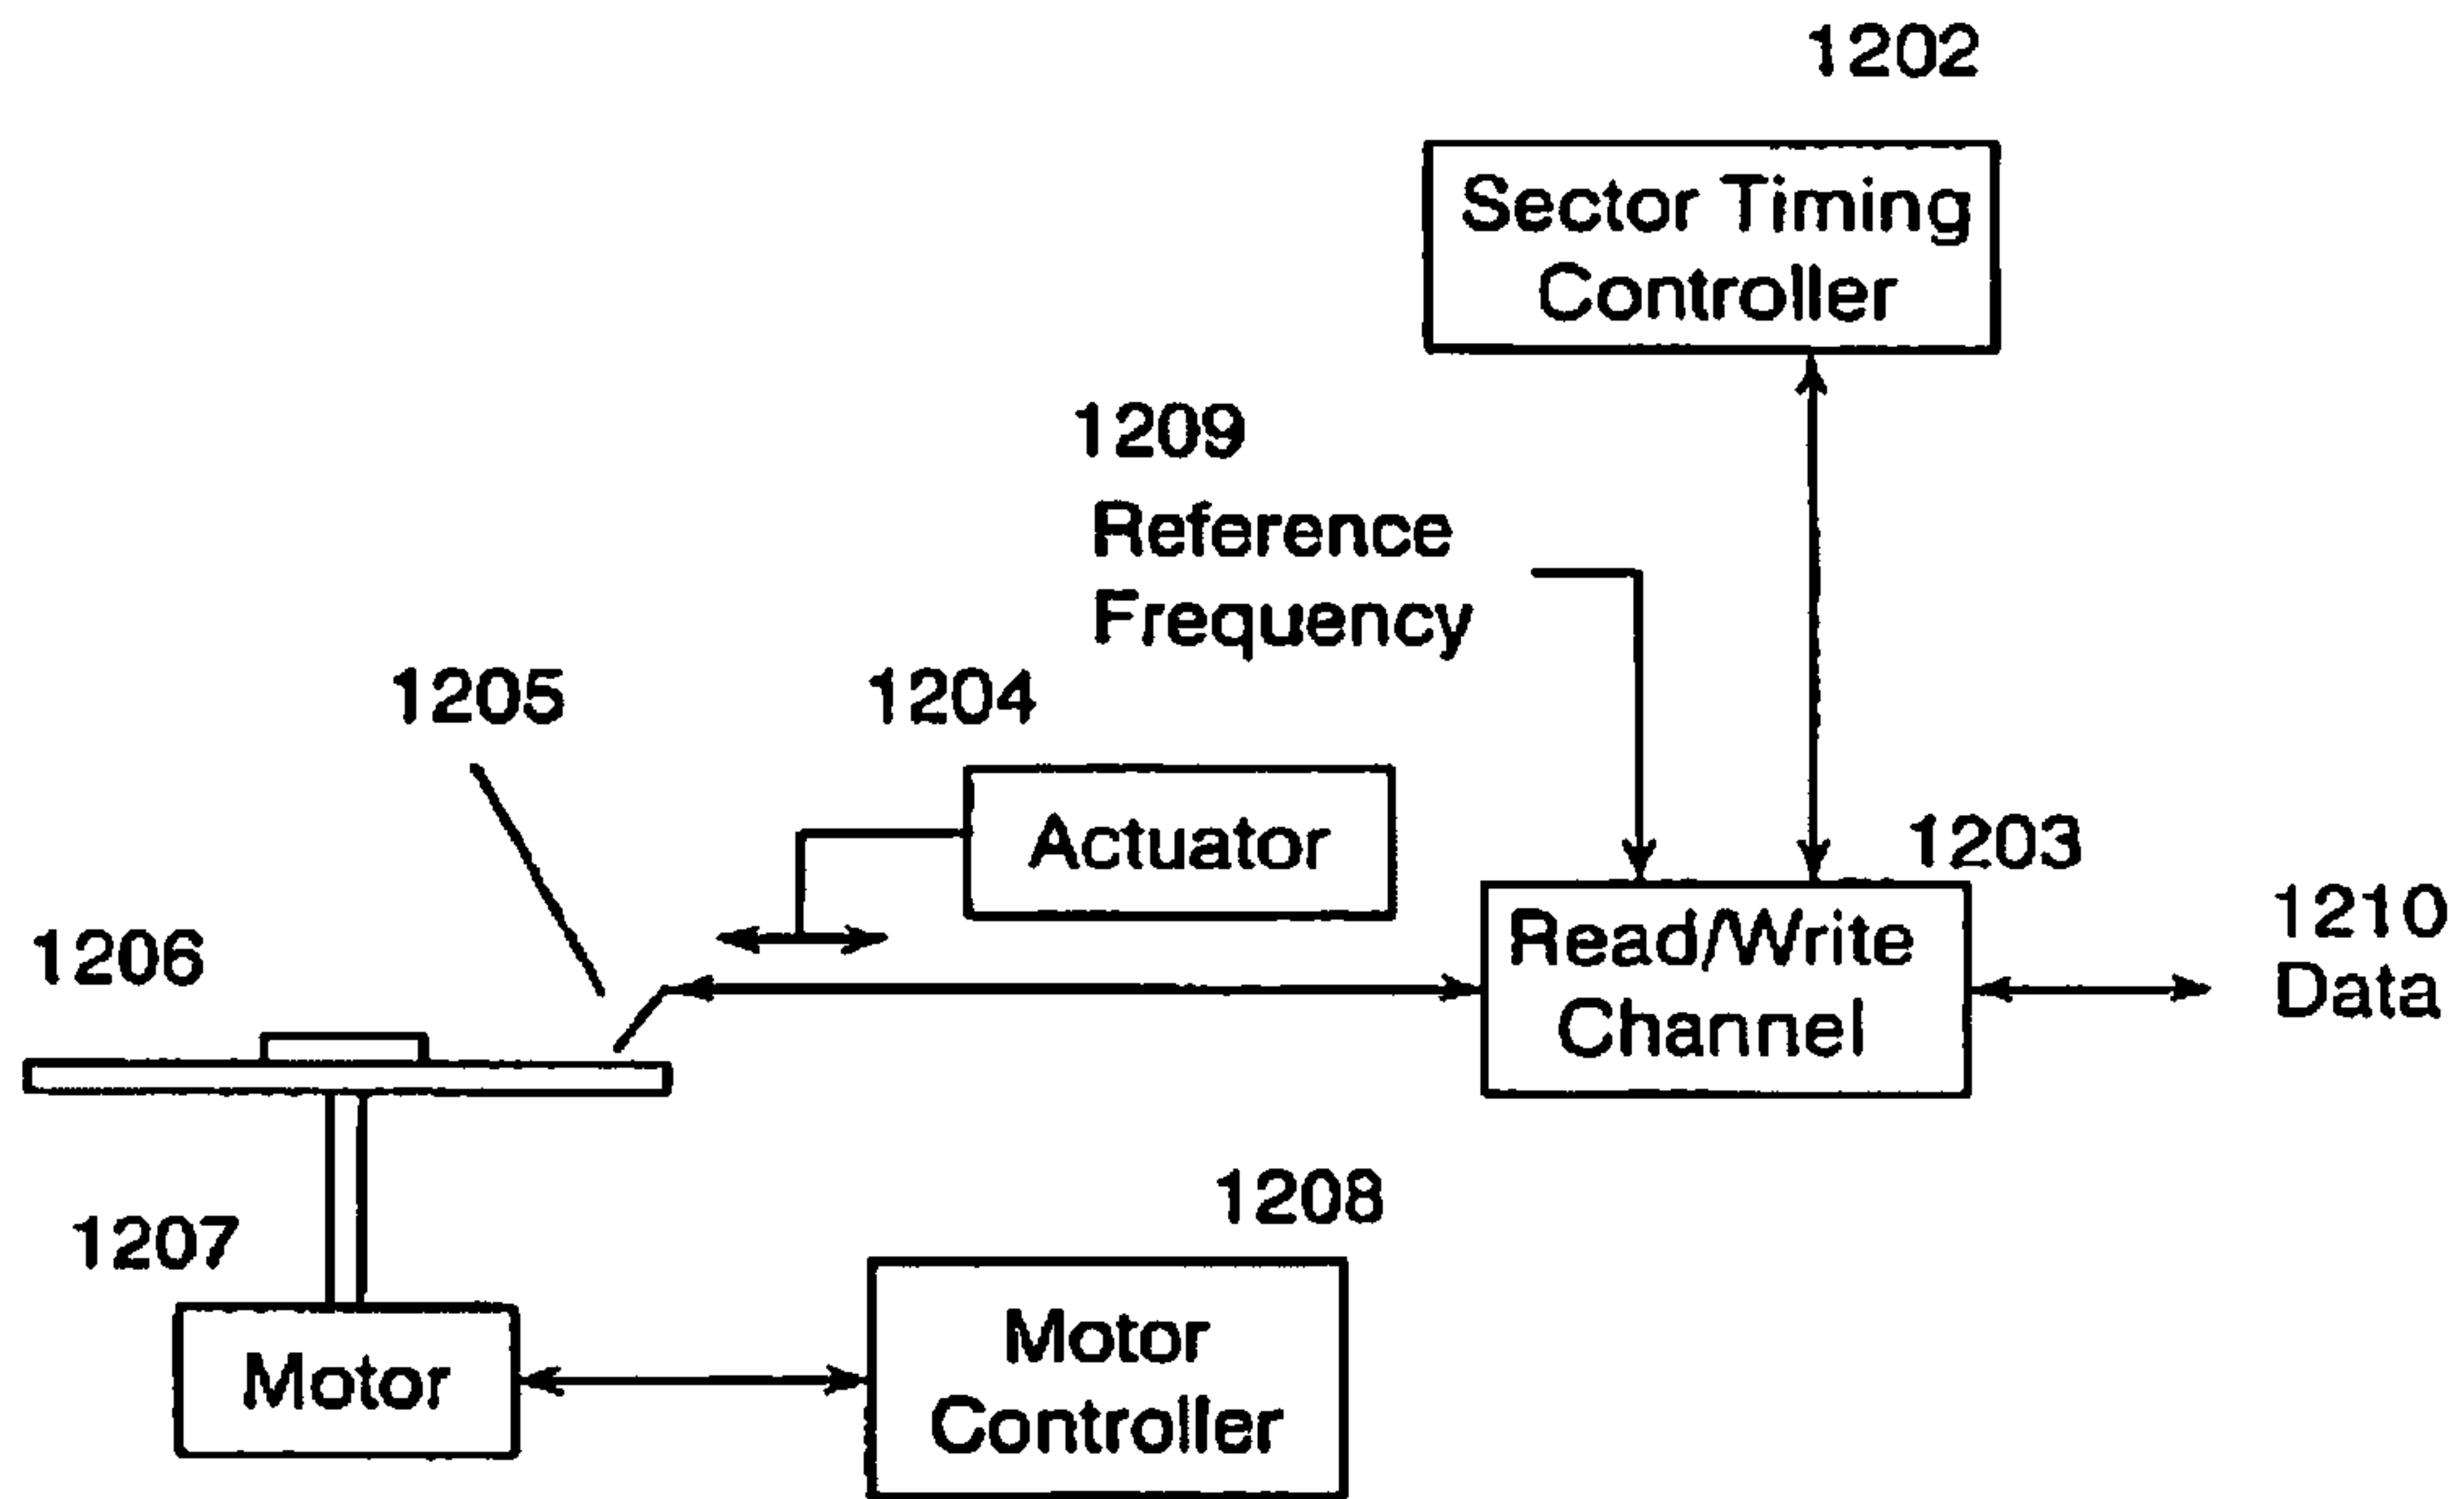 1202
Sector Timing
Controller
1209
Reference
Frequency
1205
1204
Actuator
1203
Read/Write
Channel
1210
Data
1206
1207
Motor
1208
Motor
Controller